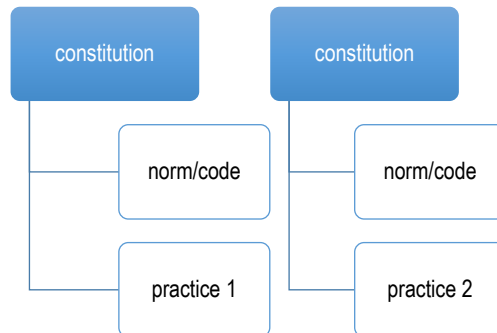 constitution
norm/code
practice 1
constitution
norm/code
practice 2